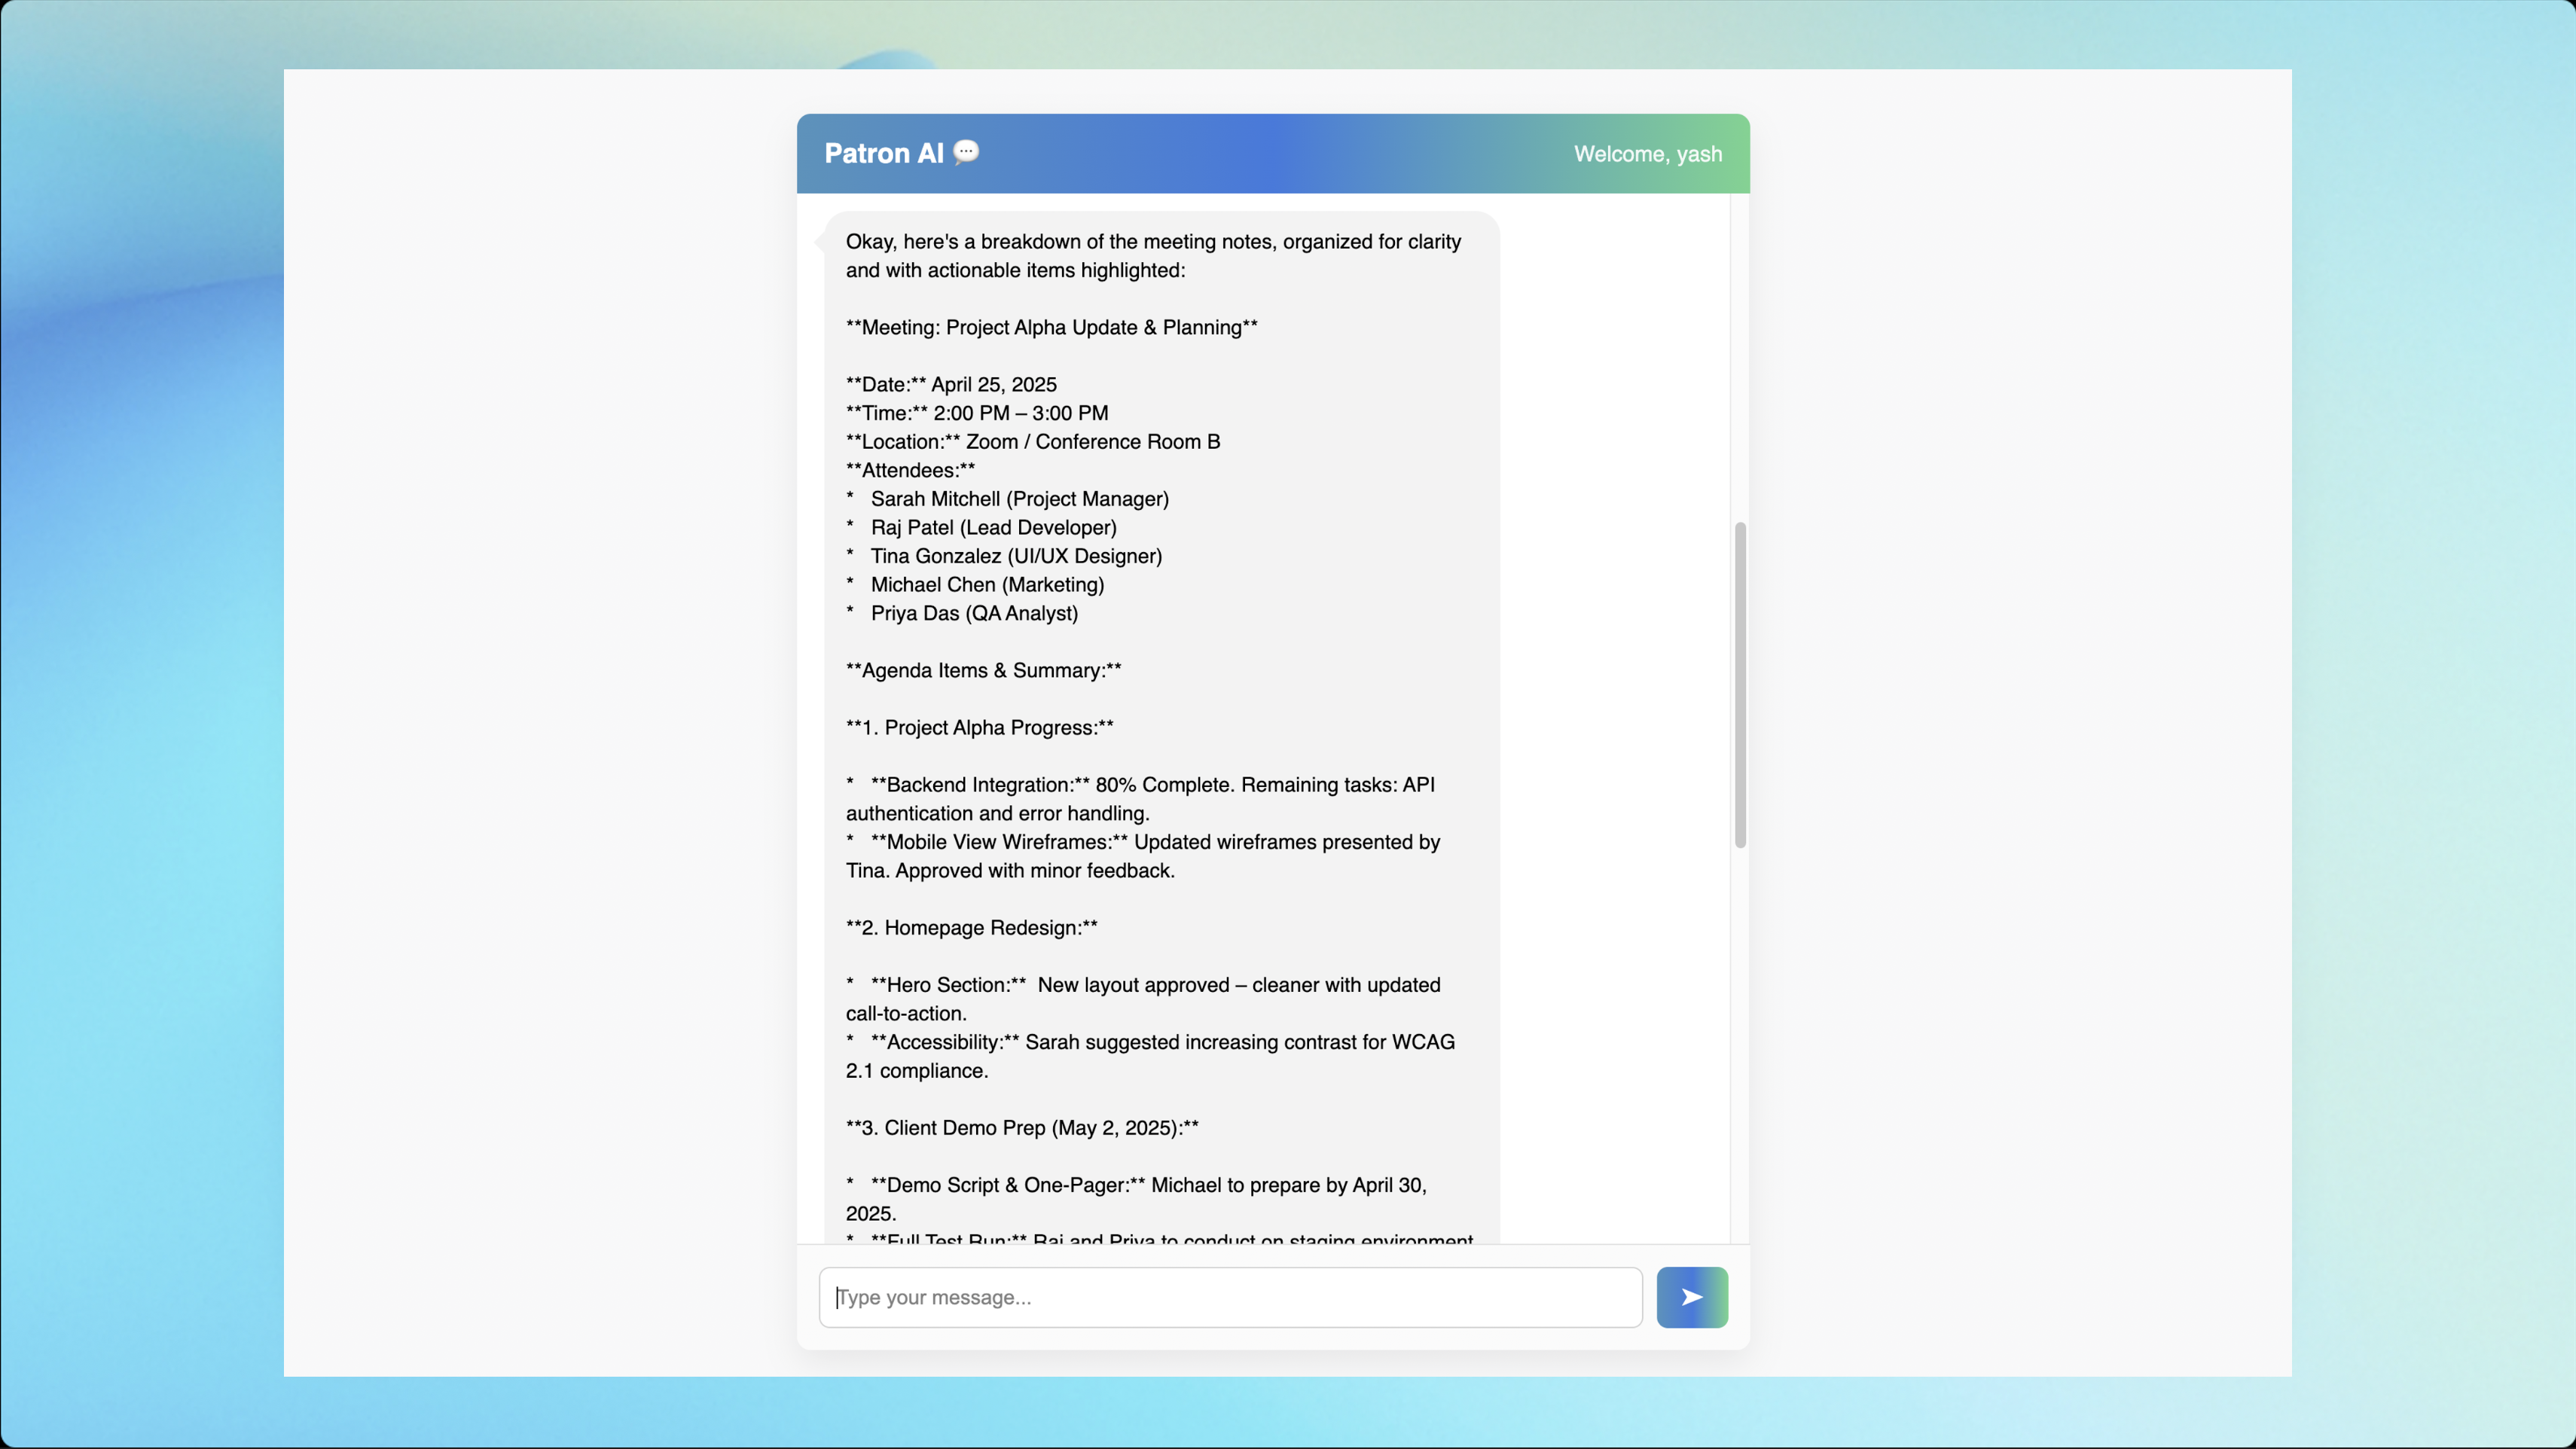 Patron AI 💬
Welcome, yash
Okay, here's a breakdown of the meeting notes, organized for clarity
and with actionable items highlighted:
**Meeting: Project Alpha Update & Planning**
**Date:** April 25, 2025
**Time:** 2:00 PM – 3:00 PM
**Location:** Zoom / Conference Room B
**Attendees:**
*   Sarah Mitchell (Project Manager)
*   Raj Patel (Lead Developer)
*   Tina Gonzalez (UI/UX Designer)
*   Michael Chen (Marketing)
*   Priya Das (QA Analyst)
**Agenda Items & Summary:**
**1. Project Alpha Progress:**
*   **Backend Integration:** 80% Complete. Remaining tasks: API
authentication and error handling.
*   **Mobile View Wireframes:** Updated wireframes presented by
Tina. Approved with minor feedback.
**2. Homepage Redesign:**
*   **Hero Section:**  New layout approved – cleaner with updated
call-to-action.
*   **Accessibility:** Sarah suggested increasing contrast for WCAG
2.1 compliance.
**3. Client Demo Prep (May 2, 2025):**
*   **Demo Script & One-Pager:** Michael to prepare by April 30,
2025.
*   **Full Test Run:** Raj and Priya to conduct on staging environment
Type your message...